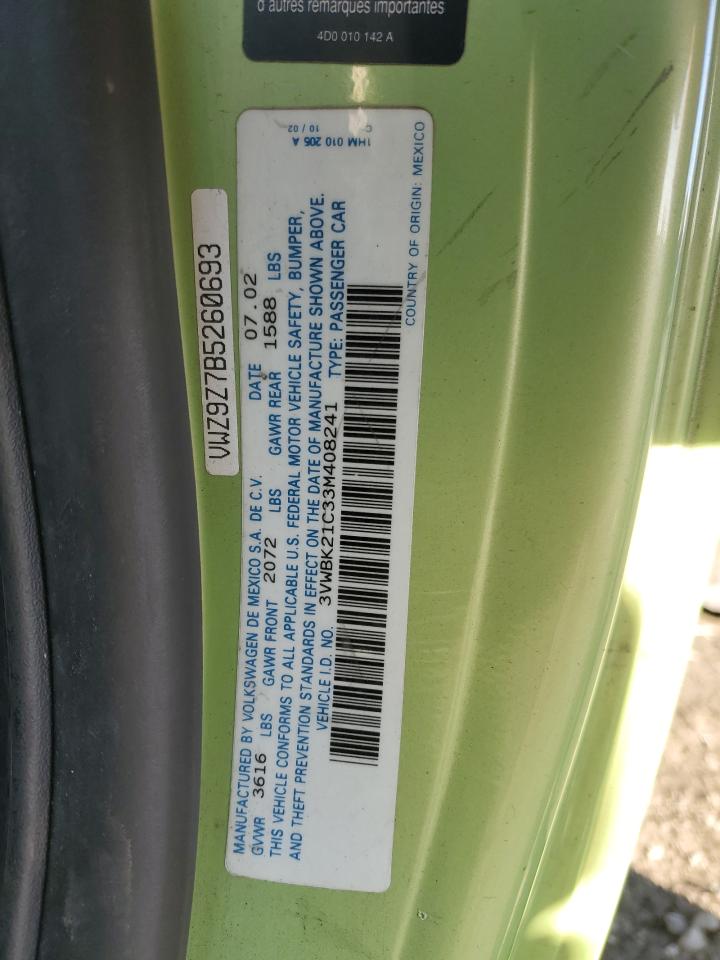 d'autres remarques importantes
4D0 010 142 A
VWZ9Z7B5260693
MANUFACTURED BY VOLKSWAGEN DE MEXICO S.A. DE C.V. DATE 07.02
GVWR 3616 LBS GAWR FRONT 2072 LBS GAWR REAR 1588 LBS
THIS VEHICLE CONFORMS TO ALL APPLICABLE U.S. FEDERAL MOTOR VEHICLE SAFETY, BUMPER,
AND THEFT PREVENTION STANDARDS IN EFFECT ON THE DATE OF MANUFACTURE SHOWN ABOVE.
VEHICLE I.D. NO. 3VWBK21C33M408241 TYPE: PASSENGER CAR
COUNTRY OF ORIGIN: MEXICO
1HM 010 205 A
10 / 02